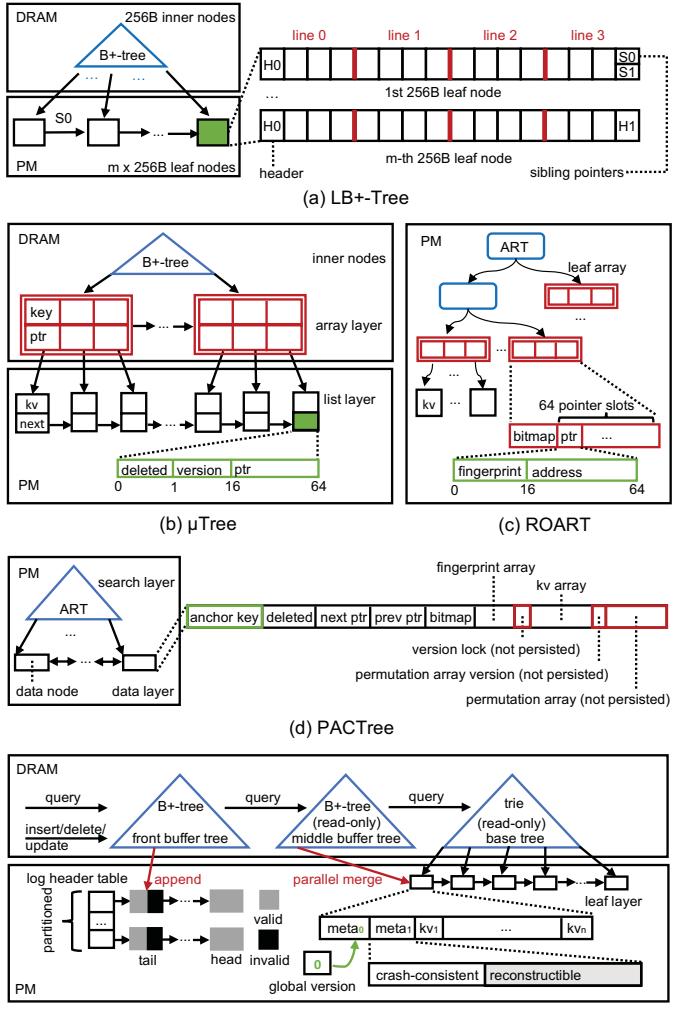 DRAM
256B inner nodes
B+-tree
...
...
S0
...
PM
m x 256B leaf nodes
line 0
line 1
line 2
line 3
H0
S0
S1
1st 256B leaf node
...
H0
H1
m-th 256B leaf node
header
sibling pointers
(a) LB+-Tree
DRAM
B+-tree
inner nodes
key
ptr
...
array layer
kv
next
...
list layer
deleted
version
ptr
0
1
16
64
PM
(b) µTree
PM
ART
leaf array
...
...
...
kv
...
64 pointer slots
bitmap
ptr
...
fingerprint
address
0
16
64
(c) ROART
PM
search layer
ART
...
...
data node
data layer
fingerprint array
kv array
anchor key
deleted
next ptr
prev ptr
bitmap
version lock (not persisted)
permutation array version (not persisted)
permutation array (not persisted)
(d) PACTree
DRAM
query
insert/delete/
update
B+-tree
front buffer tree
query
B+-tree
(read-only)
middle buffer tree
query
trie
(read-only)
base tree
log header table
append
parallel merge
partitioned
...
...
...
tail
head
valid
invalid
...
leaf layer
meta0
meta1
kv1
...
kvn
0
global version
crash-consistent
reconstructible
PM